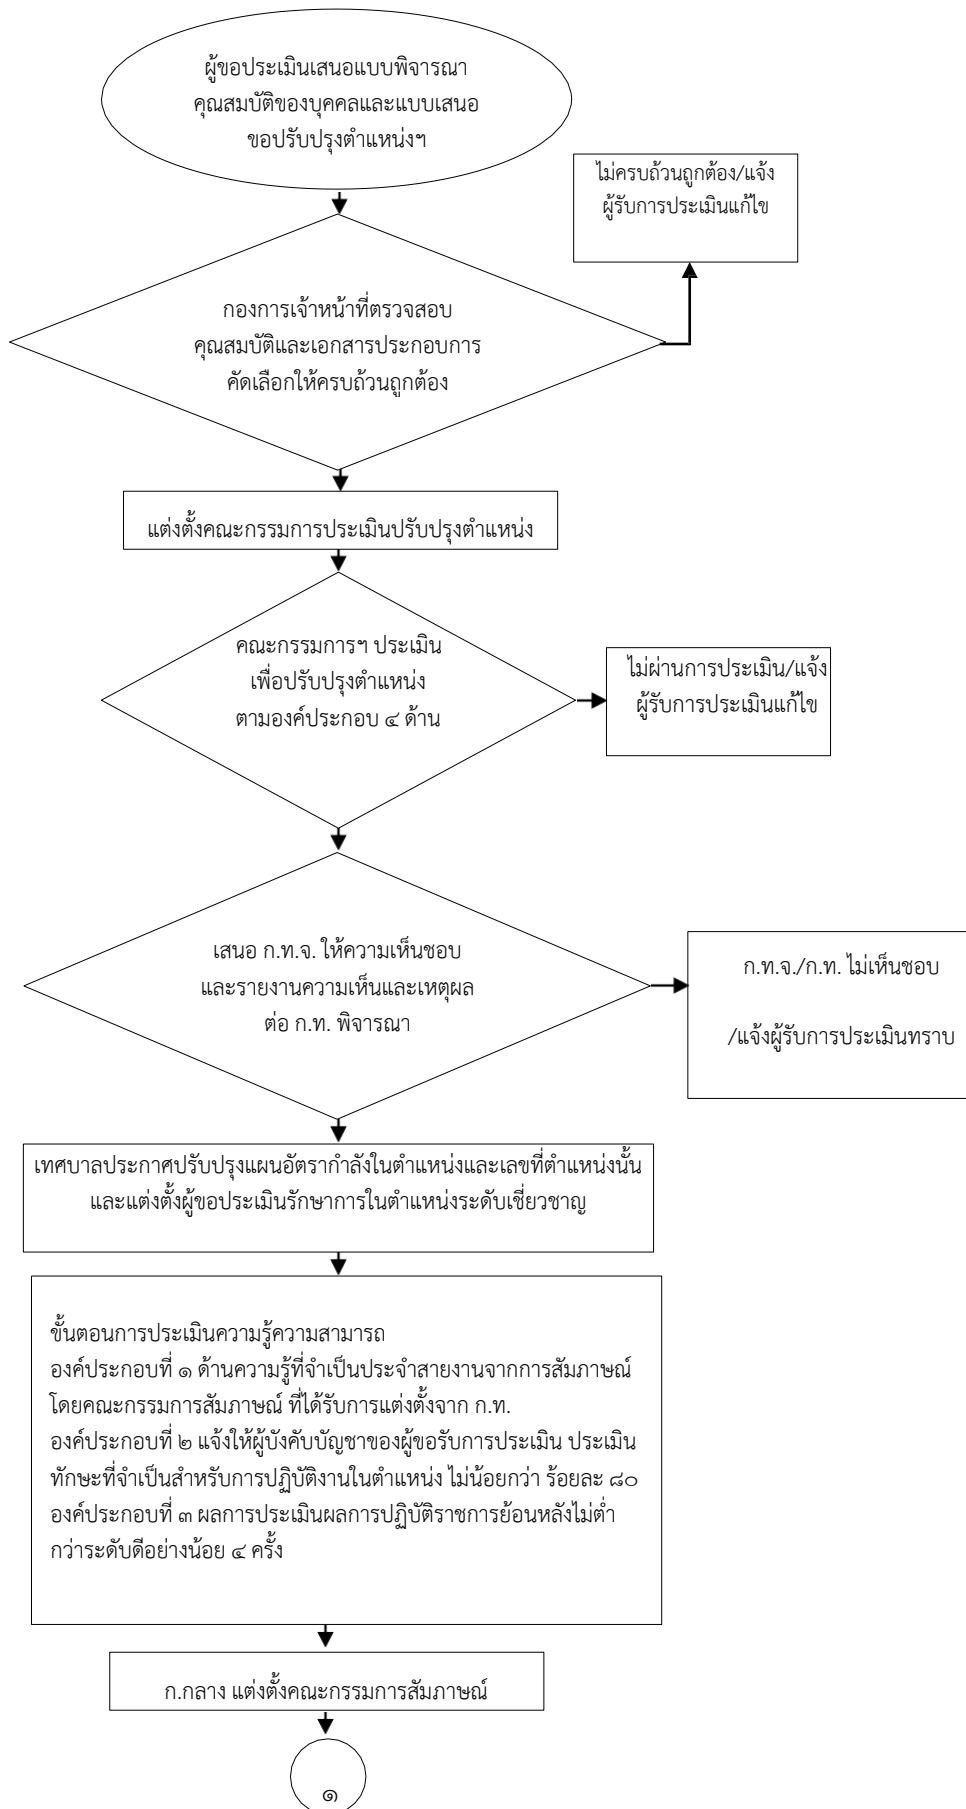 ผู้ขอประเมินเสนอแบบพิจารณา
คุณสมบัติของบุคคลและแบบเสนอ
ขอปรับปรุงตำแหน่งฯ
ไม่ครบถ้วนถูกต้อง/แจ้ง
ผู้รับการประเมินแก้ไข
กองการเจ้าหน้าที่ตรวจสอบ
คุณสมบัติและเอกสารประกอบการ
คัดเลือกให้ครบถ้วนถูกต้อง
แต่งตั้งคณะกรรมการประเมินปรับปรุงตำแหน่ง
คณะกรรมการฯ ประเมิน
เพื่อปรับปรุงตำแหน่ง
ตามองค์ประกอบ ๔ ด้าน
ไม่ผ่านการประเมิน/แจ้ง
ผู้รับการประเมินแก้ไข
เสนอ ก.ท.จ. ให้ความเห็นชอบ
และรายงานความเห็นและเหตุผล
ต่อ ก.ท. พิจารณา
ก.ท.จ./ก.ท. ไม่เห็นชอบ
/แจ้งผู้รับการประเมินทราบ
เทศบาลประกาศปรับปรุงแผนอัตรากำลังในตำแหน่งและเลขที่ตำแหน่งนั้น
และแต่งตั้งผู้ขอประเมินรักษาการในตำแหน่งระดับเชี่ยวชาญ
ขั้นตอนการประเมินความรู้ความสามารถ
องค์ประกอบที่ ๑ ด้านความรู้ที่จำเป็นประจำสายงานจากการสัมภาษณ์
โดยคณะกรรมการสัมภาษณ์ ที่ได้รับการแต่งตั้งจาก ก.ท.
องค์ประกอบที่ ๒ แจ้งให้ผู้บังคับบัญชาของผู้ขอรับการประเมิน ประเมิน
ทักษะที่จำเป็นสำหรับการปฏิบัติงานในตำแหน่ง ไม่น้อยกว่า ร้อยละ ๘๐
องค์ประกอบที่ ๓ ผลการประเมินผลการปฏิบัติราชการย้อนหลังไม่ต่ำ
กว่าระดับดีอย่างน้อย ๔ ครั้ง
ก.กลาง แต่งตั้งคณะกรรมการสัมภาษณ์
๑